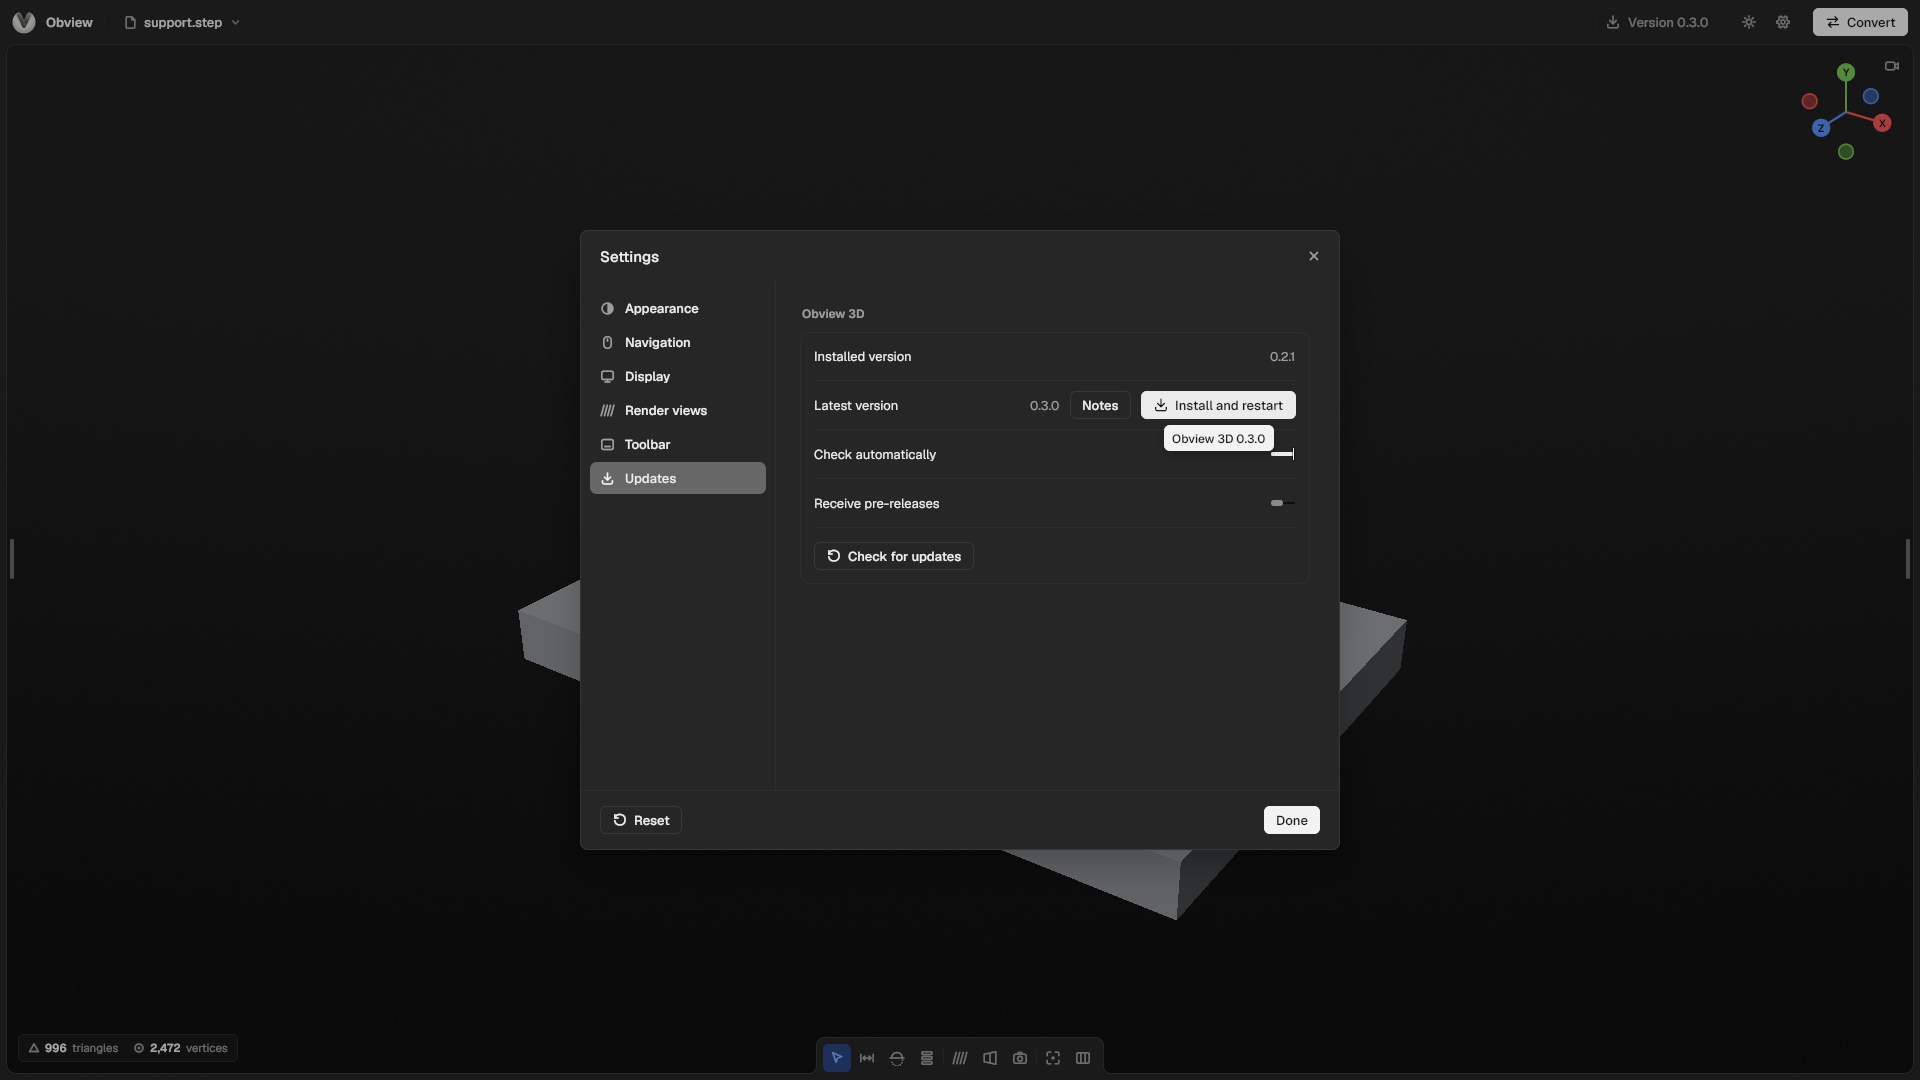 Obview
support.step
Version 0.3.0
Convert
Y
X
Z
Settings
Appearance
Navigation
Display
Render views
Toolbar
Updates
Obview 3D
Installed version 0.2.1
Latest version 0.3.0 Notes Install and restart
Obview 3D 0.3.0
Check automatically
Receive pre-releases
Check for updates
Reset
Done
996 triangles 2,472 vertices